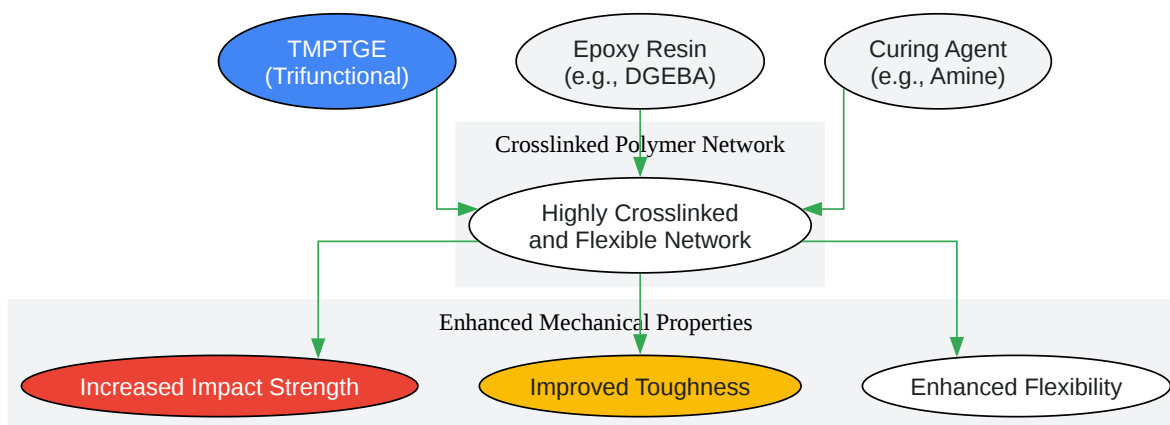 TMPTGE
(Trifunctional)
Epoxy Resin
(e.g., DGEBA)
Curing Agent
(e.g., Amine)
Crosslinked Polymer Network
Highly Crosslinked
and Flexible Network
Enhanced Mechanical Properties
Increased Impact Strength
Improved Toughness
Enhanced Flexibility